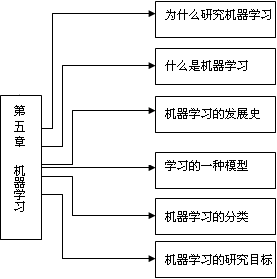 第五章 机器学习
为什么研究机器学习
什么是机器学习
机器学习的发展史
学习的一种模型
机器学习的分类
机器学习的研究目标